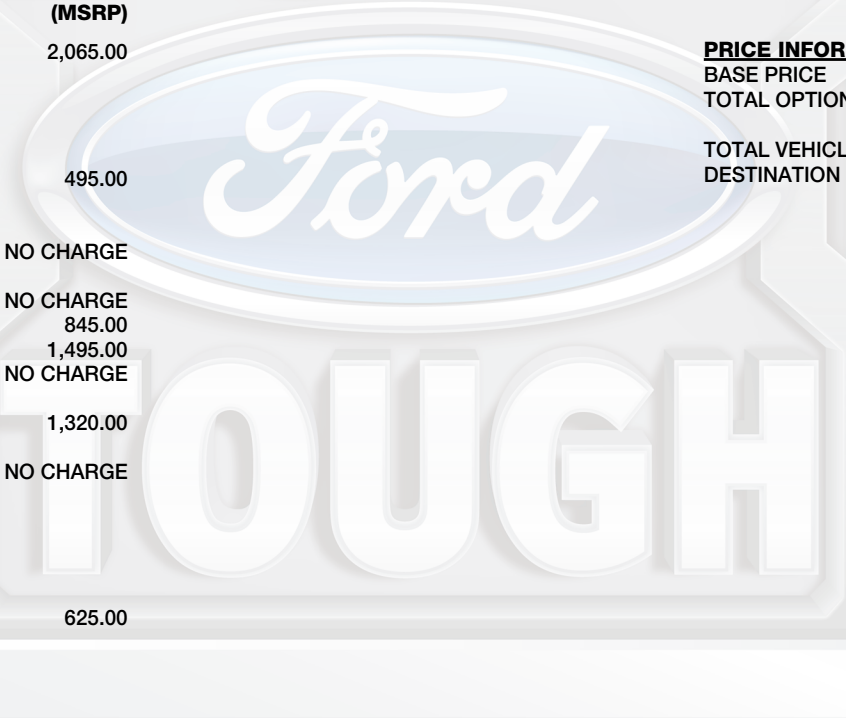 (MSRP)
2,065.00
495.00
NO CHARGE
NO CHARGE
845.00
1,495.00
NO CHARGE
1,320.00
NO CHARGE
625.00
PRICE INFOR
BASE PRICE
TOTAL OPTION
TOTAL VEHICL
DESTINATION
Ford
TOUGH